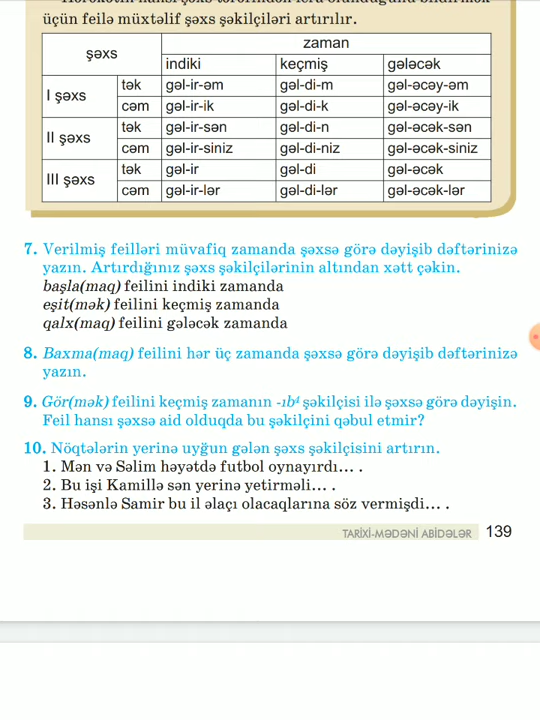 üçün feilə müxtəlif şəxs şəkilçiləri artırılır.
şəxs zaman
indiki keçmiş gələcək
I şəxs tək gəl-ir-əm gəl-di-m gəl-əcəy-əm
cəm gəl-ir-ik gəl-di-k gəl-əcəy-ik
II şəxs tək gəl-ir-sən gəl-di-n gəl-əcək-sən
cəm gəl-ir-siniz gəl-di-niz gəl-əcək-siniz
III şəxs tək gəl-ir gəl-di gəl-əcək
cəm gəl-ir-lər gəl-di-lər gəl-əcək-lər
7. Verilmiş feilləri müvafiq zamanda şəxsə görə dəyişib dəftərinizə
yazın. Artırdığınız şəxs şəkilçilərinin altından xətt çəkin.
başla(maq) feilini indiki zamanda
eşit(mək) feilini keçmiş zamanda
qalx(maq) feilini gələcək zamanda
8. Baxma(maq) feilini hər üç zamanda şəxsə görə dəyişib dəftərinizə
yazın.
9. Gör(mək) feilini keçmiş zamanın -ıb⁴ şəkilçisi ilə şəxsə görə dəyişin.
Feil hansı şəxsə aid olduqda bu şəkilçini qəbul etmir?
10. Nöqtələrin yerinə uyğun gələn şəxs şəkilçisini artırın.
1. Mən və Səlim həyətdə futbol oynayırdı... .
2. Bu işi Kamillə sən yerinə yetirməli... .
3. Həsənlə Samir bu il əlaçı olacaqlarına söz vermişdi... .
TARİXİ-MƏDƏNİ ABİDƏLƏR 139